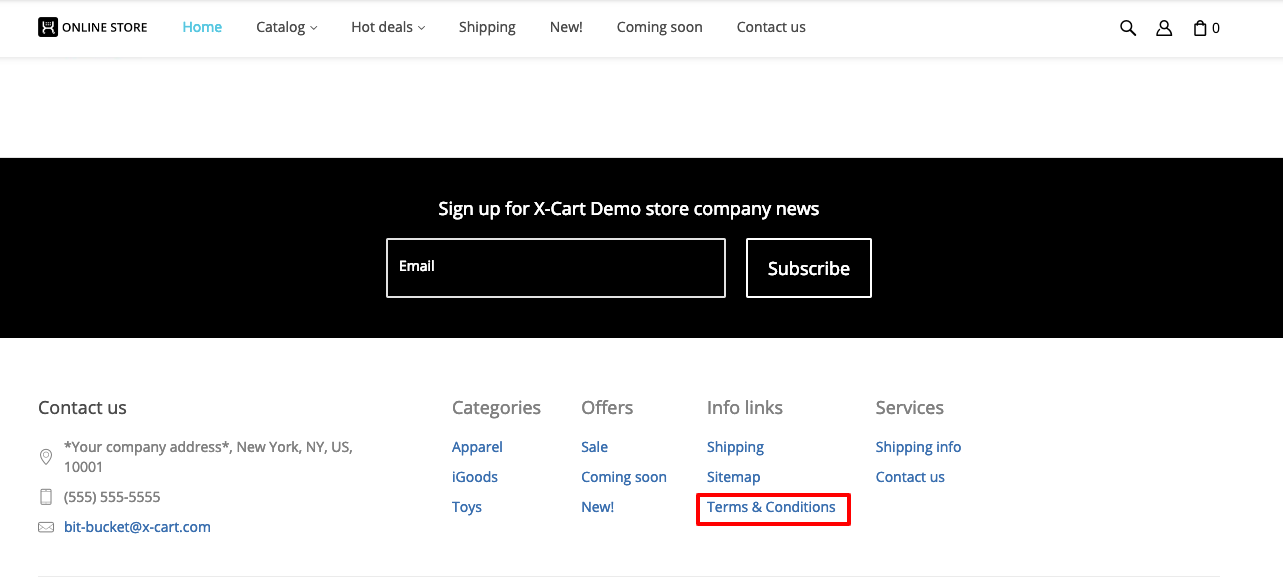 ONLINE STORE Home Catalog Hot deals Shipping New! Coming soon Contact us 0
Sign up for X-Cart Demo store company news
Email Subscribe
Contact us
*Your company address*, New York, NY, US,
10001
(555) 555-5555
bit-bucket@x-cart.com
Categories
Apparel
iGoods
Toys
Offers
Sale
Coming soon
New!
Info links
Shipping
Sitemap
Terms & Conditions
Services
Shipping info
Contact us